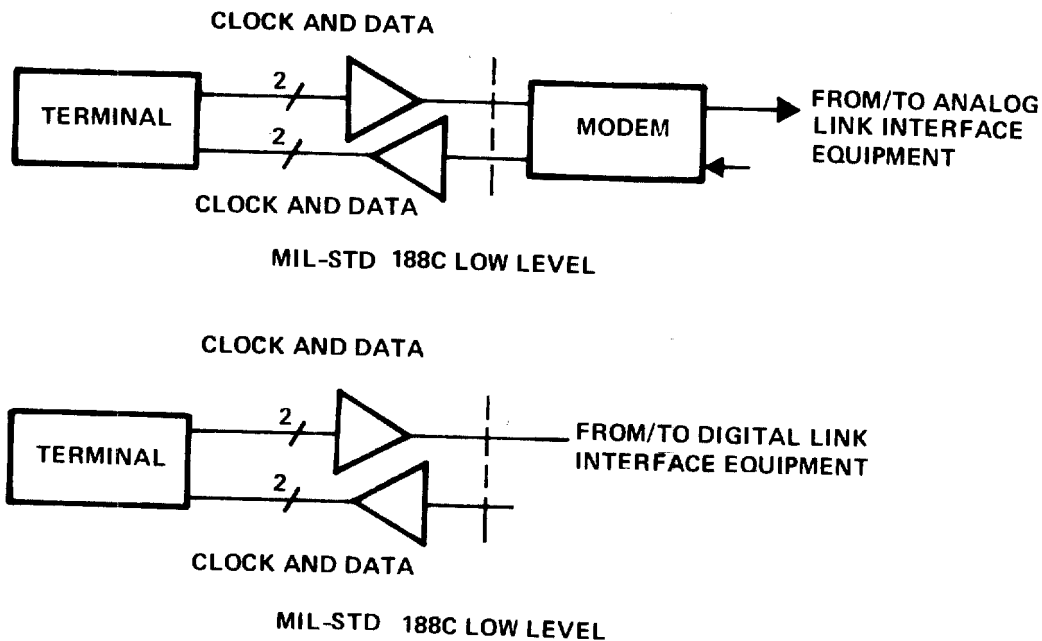 CLOCK AND DATA
2
TERMINAL
2
MODEM
FROM/TO ANALOG
LINK INTERFACE
EQUIPMENT
CLOCK AND DATA
MIL-STD 188C LOW LEVEL
CLOCK AND DATA
2
TERMINAL
2
FROM/TO DIGITAL LINK
INTERFACE EQUIPMENT
CLOCK AND DATA
MIL-STD 188C LOW LEVEL